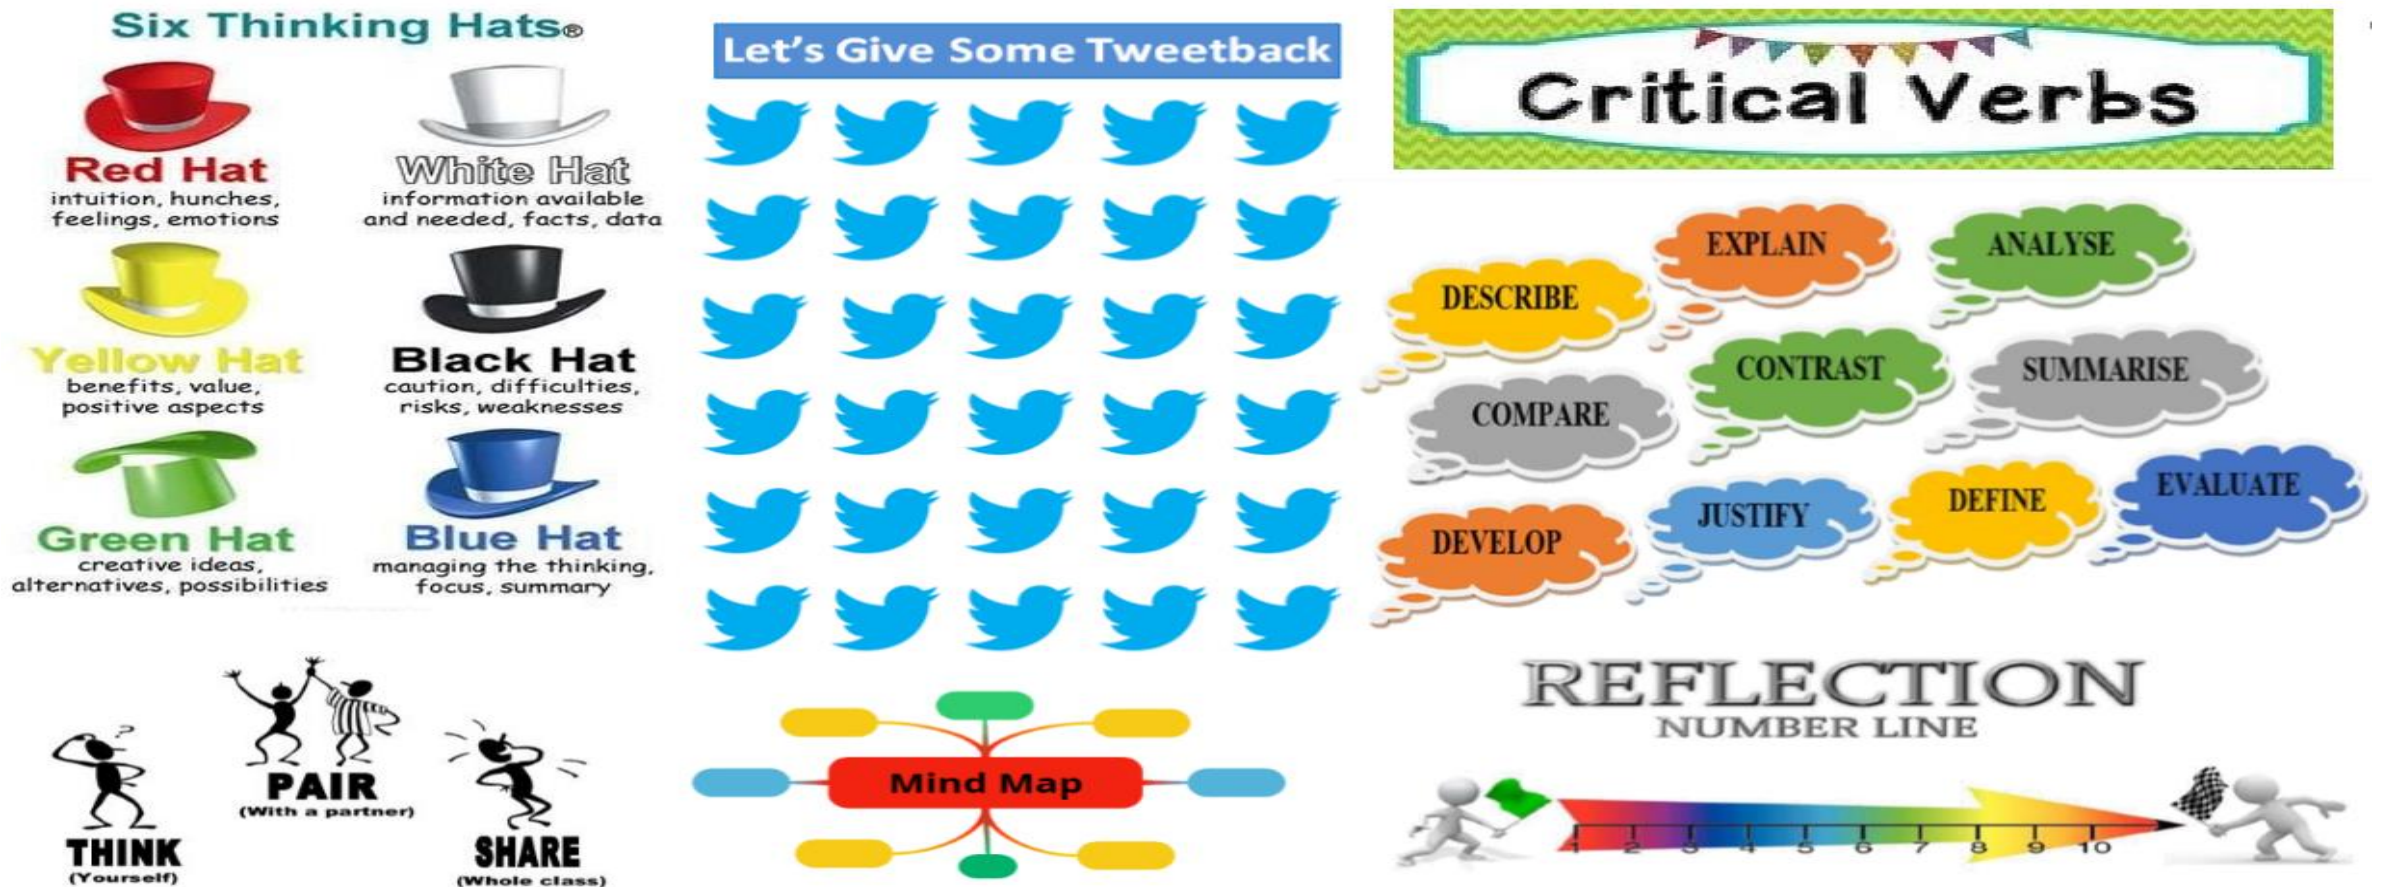 Six Thinking Hats®
Red Hat
intuition, hunches,
feelings, emotions
White Hat
information available
and needed, facts, data
Yellow Hat
benefits, value,
positive aspects
Black Hat
caution, difficulties,
risks, weaknesses
Green Hat
creative ideas,
alternatives, possibilities
Blue Hat
managing the thinking,
focus, summary
?
THINK
(Yourself)
PAIR
(With a partner)
SHARE
(Whole class)
Let's Give Some Tweetback
Mind Map
Critical Verbs
DESCRIBE
EXPLAIN
ANALYSE
COMPARE
CONTRAST
SUMMARISE
DEVELOP
JUSTIFY
DEFINE
EVALUATE
REFLECTION
NUMBER LINE
1 2 3 4 5 6 7 8 9 10